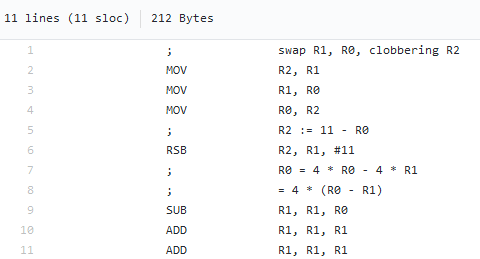 11 lines (11 sloc) 212 Bytes
1 ; swap R1, R0, clobbering R2
2 MOV R2, R1
3 MOV R1, R0
4 MOV R0, R2
5 ; R2 := 11 - R0
6 RSB R2, R1, #11
7 ; R0 = 4 * R0 - 4 * R1
8 ; = 4 * (R0 - R1)
9 SUB R1, R1, R0
10 ADD R1, R1, R1
11 ADD R1, R1, R1